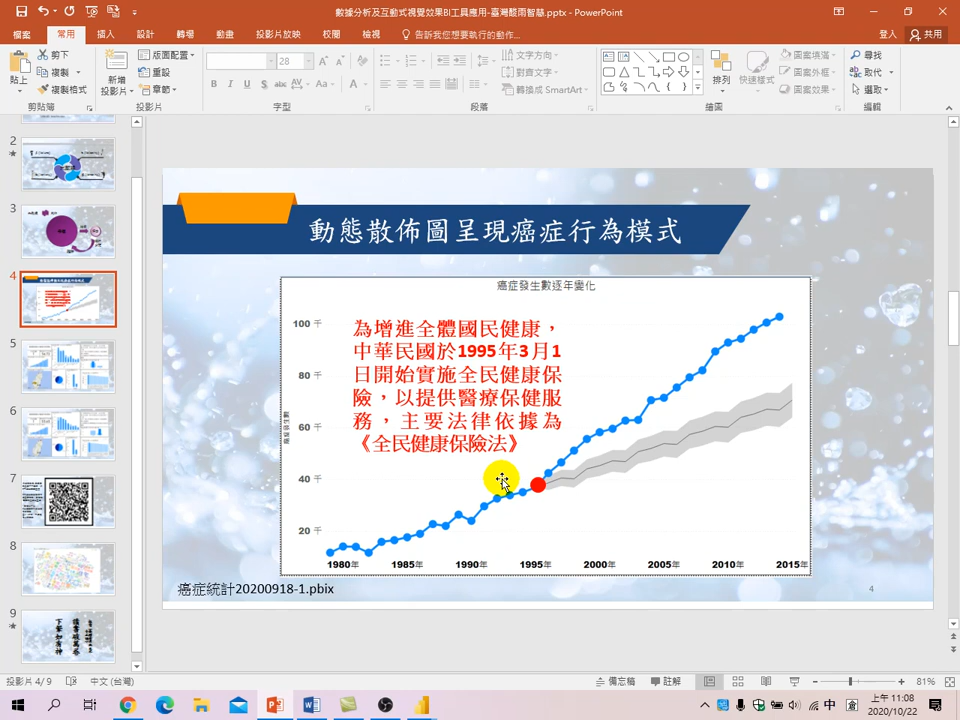 數據分析及互動式視覺效果BI工具應用-臺灣賸雨智慧.pptx - PowerPoint
檔案 常用 插入 設計 轉場 動畫 投影片放映 校閱 檢視 告訴我您想要執行的動作... 登入 共用
貼上 剪下 複製 複製格式 剪貼簿
新增投影片 版面配置 重設 章節 投影片
28 字型
B I U S abc AV Aa A
文字方向 對齊文字 轉換成 SmartArt 段落
排列 快速樣式 圖案填滿 圖案外框 圖案效果 繪圖
尋找 取代 選取 編輯
2
3
4
5
6
7
8
9
動態散佈圖呈現癌症行為模式
癌症發生數逐年變化
為增進全體國民健康，
中華民國於1995年3月1
日開始實施全民健康保
險，以提供醫療保健服
務，主要法律依據為
《全民健康保險法》
100 千
80 千
60 千
40 千
20 千
1980年 1985年 1990年 1995年 2000年 2005年 2010年 2015年
癌症統計20200918-1.pbix
4
投影片 4/9 中文 (台灣) 備忘稿 註解 81%
中 上午 11:08
2020/10/22